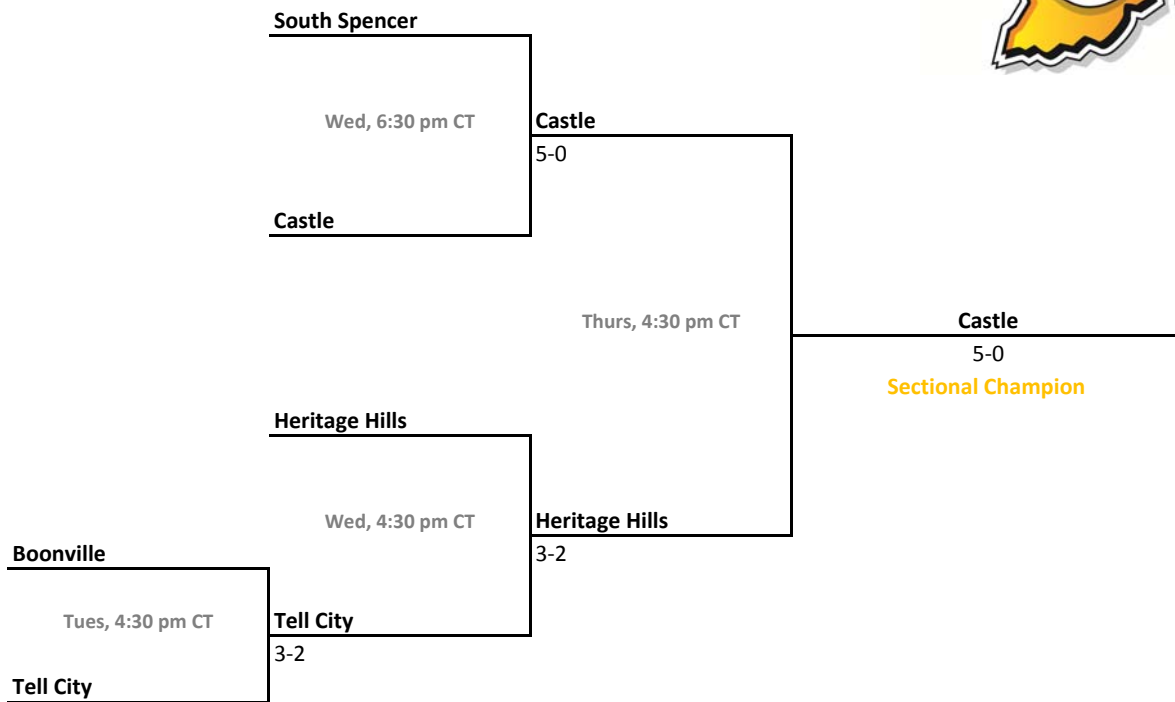 South Spencer
Wed, 6:30 pm CT
Castle
5-0
Castle
Thurs, 4:30 pm CT
Castle
5-0
Sectional Champion
Heritage Hills
Wed, 4:30 pm CT
Heritage Hills
3-2
Boonville
Tues, 4:30 pm CT
Tell City
3-2
Tell City